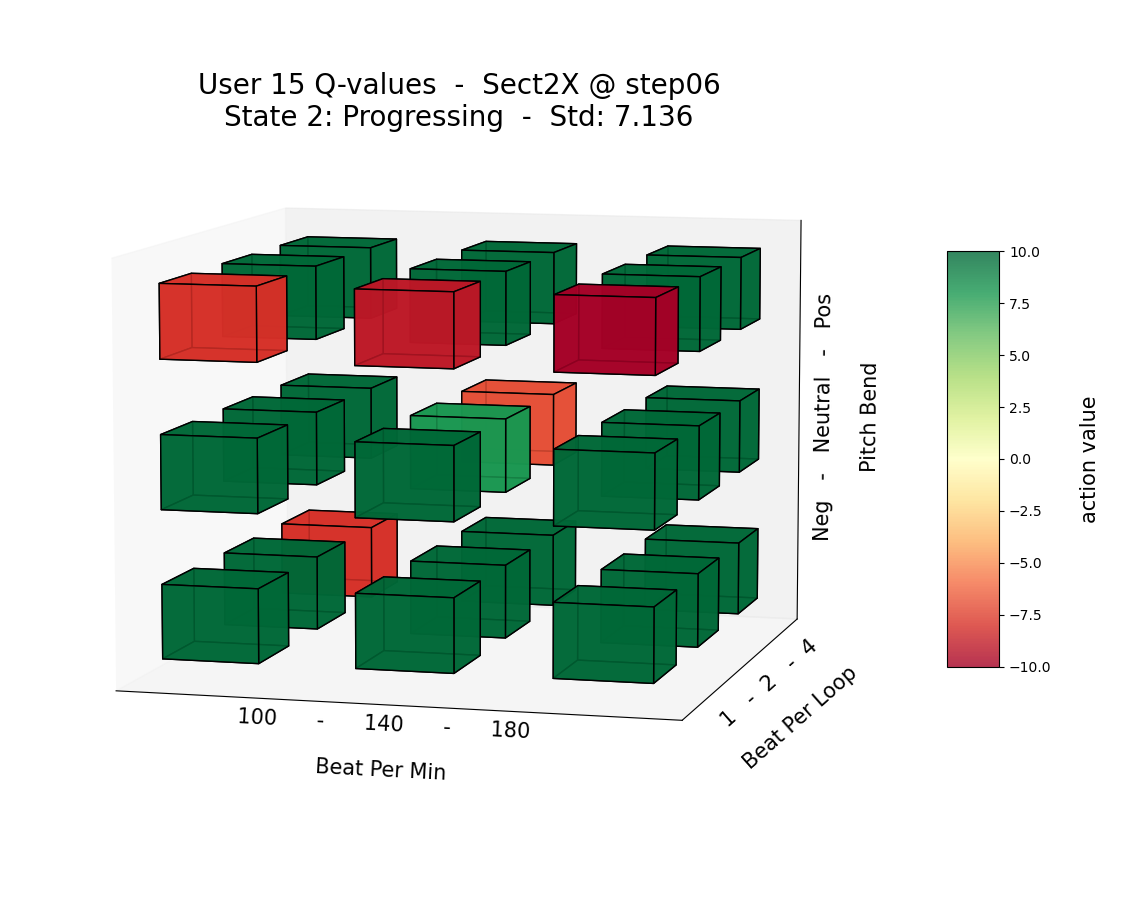 User 15 Q-values  -  Sect2X @ step06
State 2: Progressing  -  Std: 7.136
Neg  -  Neutral  -  Pos
Pitch Bend
1  -  2  -  4
Beat Per Loop
100  -  140  -  180
Beat Per Min
10.0
7.5
5.0
2.5
0.0
−2.5
−5.0
−7.5
−10.0
action value